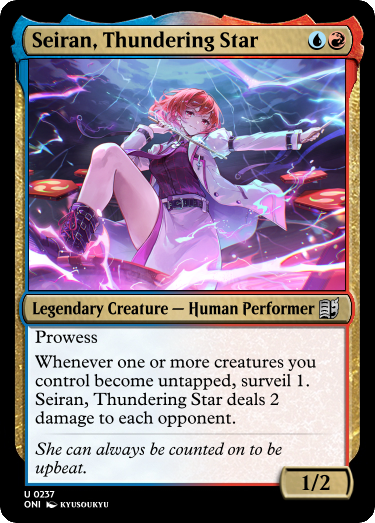 Seiran, Thundering Star
Legendary Creature — Human Performer
Prowess
Whenever one or more creatures you
control become untapped, surveil 1.
Seiran, Thundering Star deals 2
damage to each opponent.
She can always be counted on to be
upbeat.
1/2
U 0237
ONI KYUSOUKYU